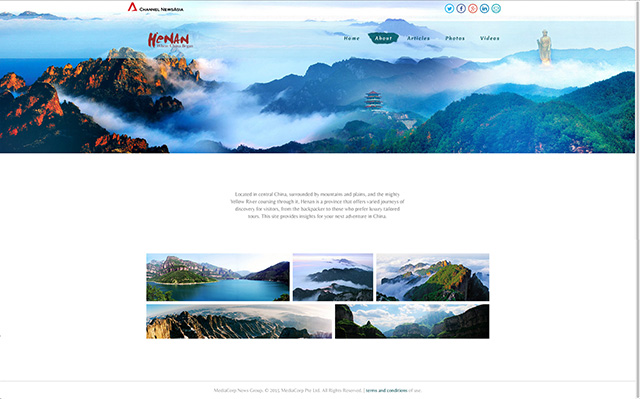 CHANNEL NEWSASIA
HENAN
Where China Began
Home About Articles Photos Videos
Located in central China, surrounded by mountains and plains, and the mighty
Yellow River coursing through it, Henan is a province that offers varied journeys of
discovery for visitors, from the backpacker to those who prefer luxury tailored
tours. This site provides insights for your next adventure in China.
MediaCorp News Group. © 2015 MediaCorp Pte Ltd. All Rights Reserved. | terms and conditions of use